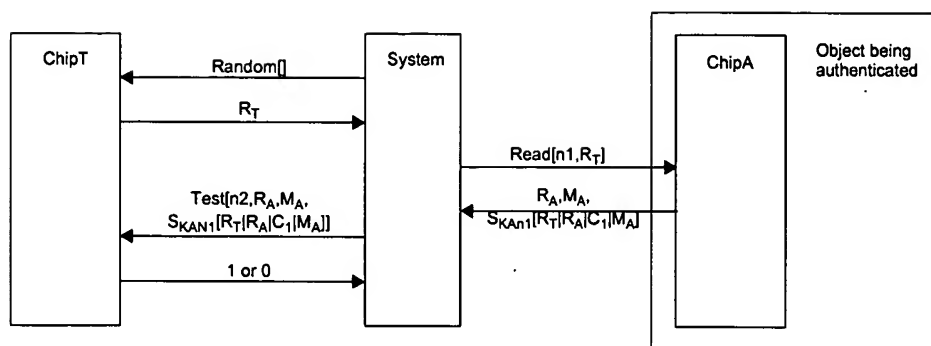 ChipT
System
ChipA
Object being
authenticated
Random[]
R_T
Read[n1,R_T]
Test[n2,R_A,M_A,
S_KAN1[R_T|R_A|C_1|M_A]]
R_A,M_A,
S_KAn1[R_T|R_A|C_1|M_A]
1 or 0